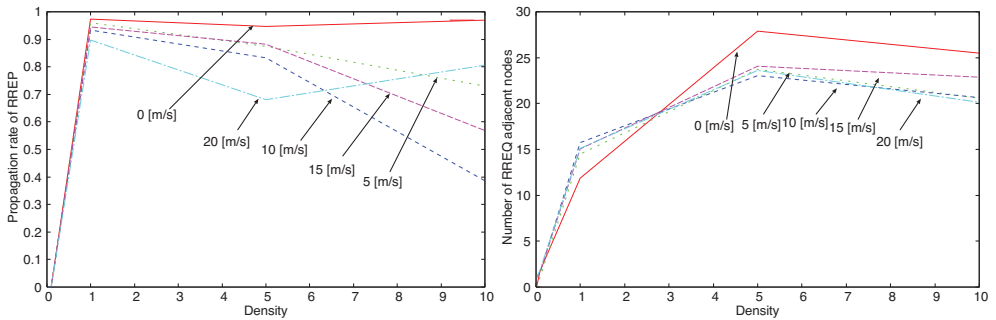 Propagation rate of RREP
1
0.9
0.8
0.7
0.6
0.5
0.4
0.3
0.2
0.1
0
0 [m/s]
20 [m/s]
10 [m/s]
15 [m/s]
5 [m/s]
0 1 2 3 4 5 6 7 8 9 10
Density
Number of RREQ adjacent nodes
30
25
20
15
10
5
0
0 [m/s]
5 [m/s]
10 [m/s]
15 [m/s]
20 [m/s]
0 1 2 3 4 5 6 7 8 9 10
Density